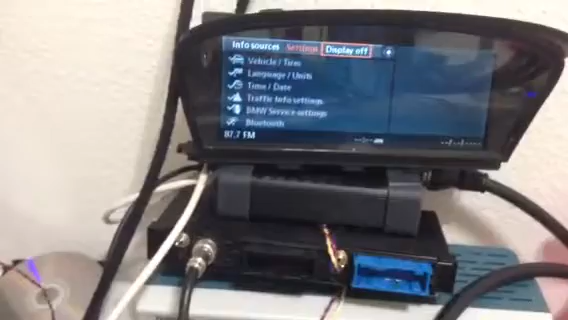 Info sources Settings Display off
Vehicle / Tires
Language / Units
Time / Date
Traffic Info settings
BMW Service settings
Bluetooth
87.7 FM